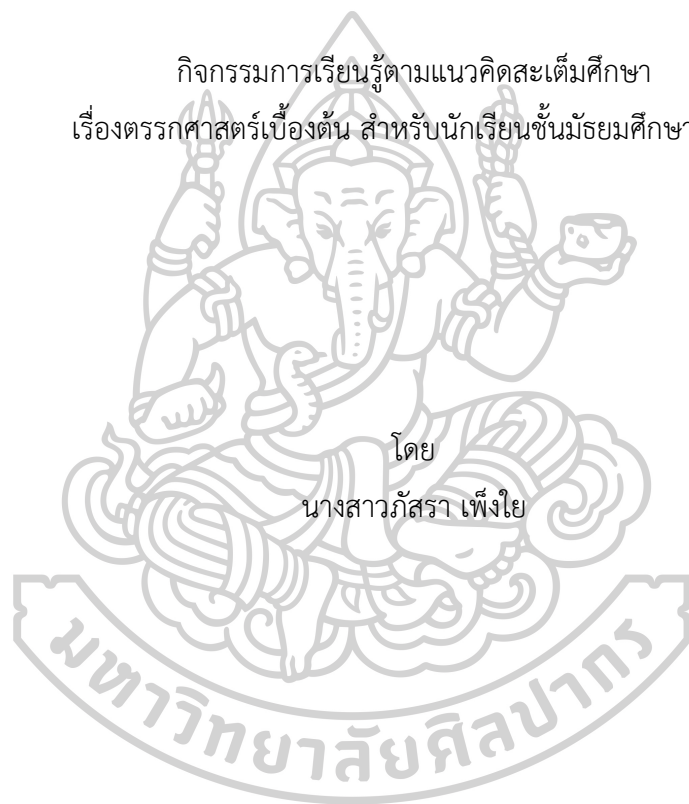 กิจกรรมการเรียนรู้ตามแนวคิดสะเต็มศึกษา
เรื่องตรรกศาสตร์เบื้องต้น สำหรับนักเรียนชั้นมัธยมศึกษา
โดย
นางสาวภัสรา เพ็งใย
มหาวิทยาลัยศิลปากร